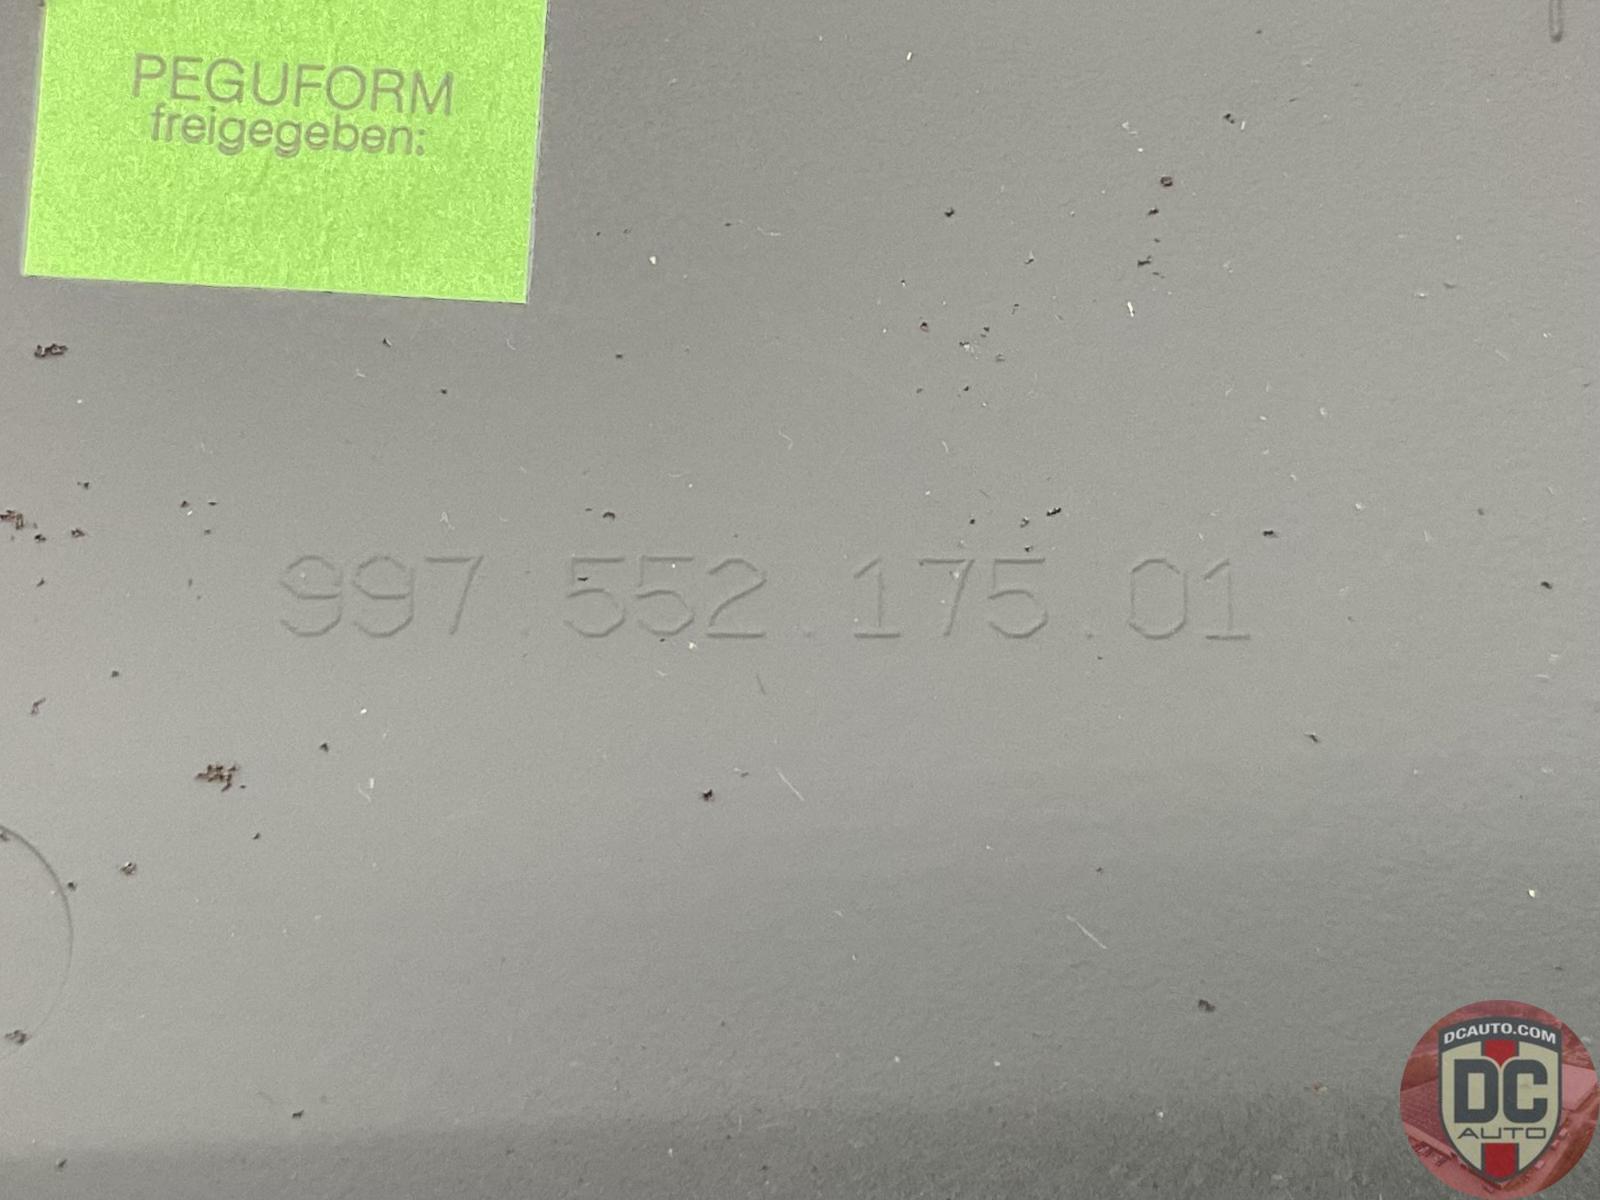 PEGUFORM
freigegeben:
997.552.175.01
DCAUTO.COM
DC
AUTO